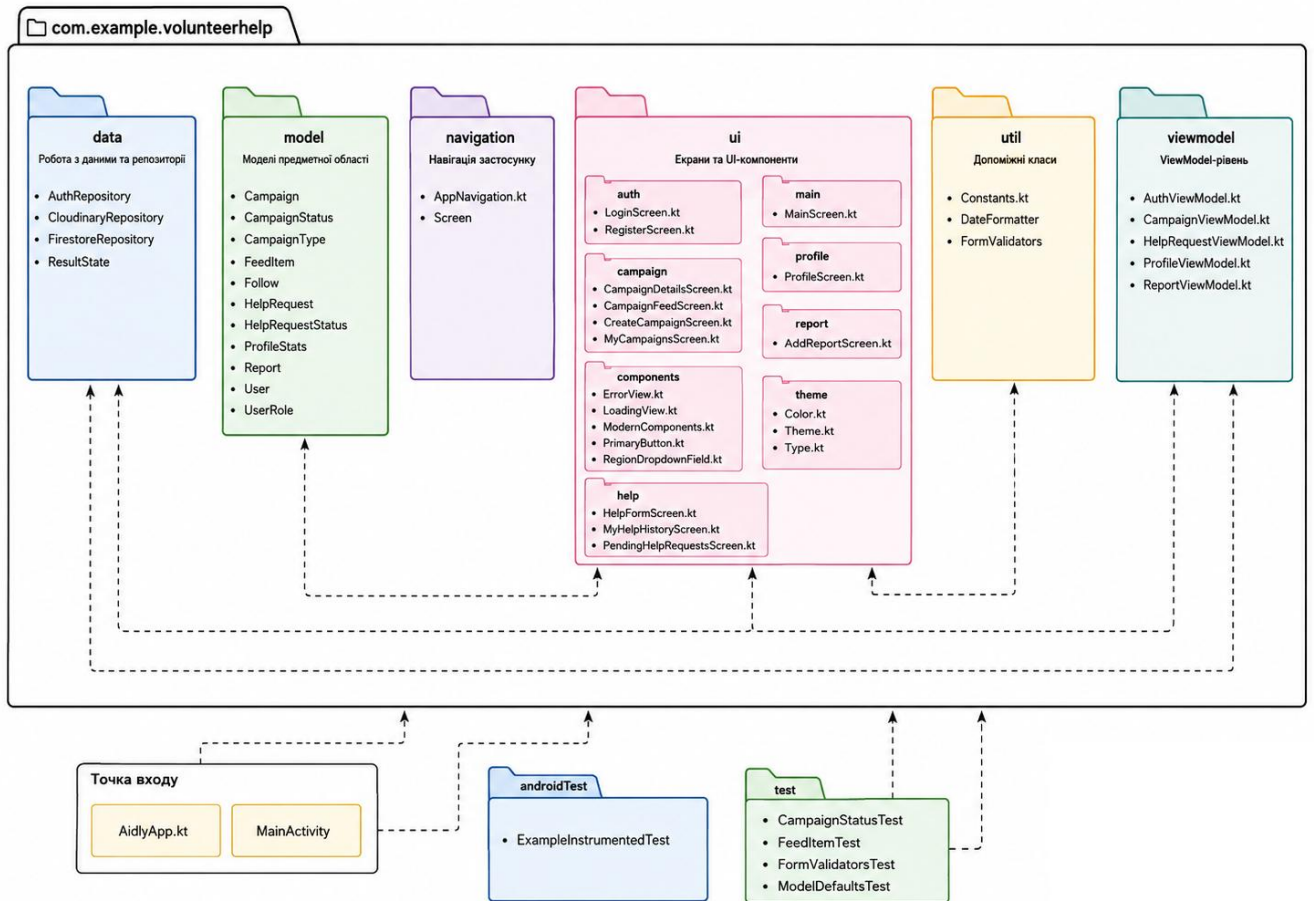 com.example.volunteerhelp
data
Робота з даними та репозиторії
• AuthRepository
• CloudinaryRepository
• FirestoreRepository
• ResultState
model
Моделі предметної області
• Campaign
• CampaignStatus
• CampaignType
• FeedItem
• Follow
• HelpRequest
• HelpRequestStatus
• ProfileStats
• Report
• User
• UserRole
navigation
Навігація застосунку
• AppNavigation.kt
• Screen
ui
Екрани та UI-компоненти
auth
• LoginScreen.kt
• RegisterScreen.kt
campaign
• CampaignDetailsScreen.kt
• CampaignFeedScreen.kt
• CreateCampaignScreen.kt
• MyCampaignsScreen.kt
components
• ErrorView.kt
• LoadingView.kt
• ModernComponents.kt
• PrimaryButton.kt
• RegionDropdownField.kt
help
• HelpFormScreen.kt
• MyHelpHistoryScreen.kt
• PendingHelpRequestsScreen.kt
main
• MainScreen.kt
profile
• ProfileScreen.kt
report
• AddReportScreen.kt
theme
• Color.kt
• Theme.kt
• Type.kt
util
Допоміжні класи
• Constants.kt
• DateFormatter
• FormValidators
viewmodel
ViewModel-рівень
• AuthViewModel.kt
• CampaignViewModel.kt
• HelpRequestViewModel.kt
• ProfileViewModel.kt
• ReportViewModel.kt
Точка входу
AidlyApp.kt
MainActivity
androidTest
• ExampleInstrumentedTest
test
• CampaignStatusTest
• FeedItemTest
• FormValidatorsTest
• ModelDefaultsTest